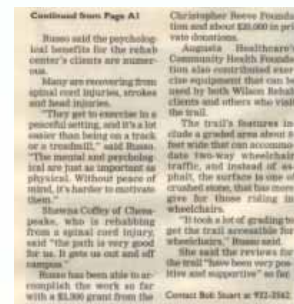 Continued from Page A1
Russo said the psycholog-
ical benefits for the rehab
center's clients are numer-
ous.
Many are recovering from
spinal cord injuries, strokes
and head injuries.
"They get to exercise in a
peaceful setting, and it's a lot
easier than being on a track
or a treadmill," said Russo.
"The mental and psycholog-
ical are just as important as
physical. Without peace of
mind, it's harder to motivate
them."
Shawna Coffey of Chesa-
peake, who is rehabbing
from a spinal cord injury,
said "the path is very good
for us. It gets us out and off
campus."
Russo has been able to ac-
complish the work so far
with a $3,300 grant from the
Christopher Reeve Founda
tion and about $20,000 in pri
vate donations.
Augusta Healthcare's
Community Health Founda
tion also contributed exer
cise equipment that can be
used by both Wilson Rehab
clients and others who visit
the trail.
The trail's features in
clude a graded area about 8
feet wide that can accommo
date two-way wheelchair
traffic, and instead of as
phalt, the surface is one of
crushed stone, that has more
give for those riding in
wheelchairs.
"It took a lot of grading to
get the trail accessible for
wheelchairs," Russo said.
She said the reviews for
the trail "have been very pos
itive and supportive" so far.
Contact Bob Stuart at